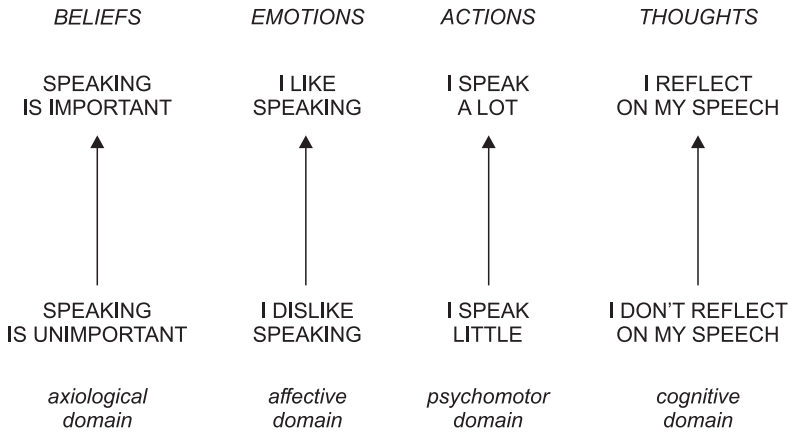 BELIEFS
EMOTIONS
ACTIONS
THOUGHTS
SPEAKING
IS IMPORTANT
I LIKE
SPEAKING
I SPEAK
A LOT
I REFLECT
ON MY SPEECH
SPEAKING
IS UNIMPORTANT
I DISLIKE
SPEAKING
I SPEAK
LITTLE
I DON'T REFLECT
ON MY SPEECH
axiological
domain
affective
domain
psychomotor
domain
cognitive
domain